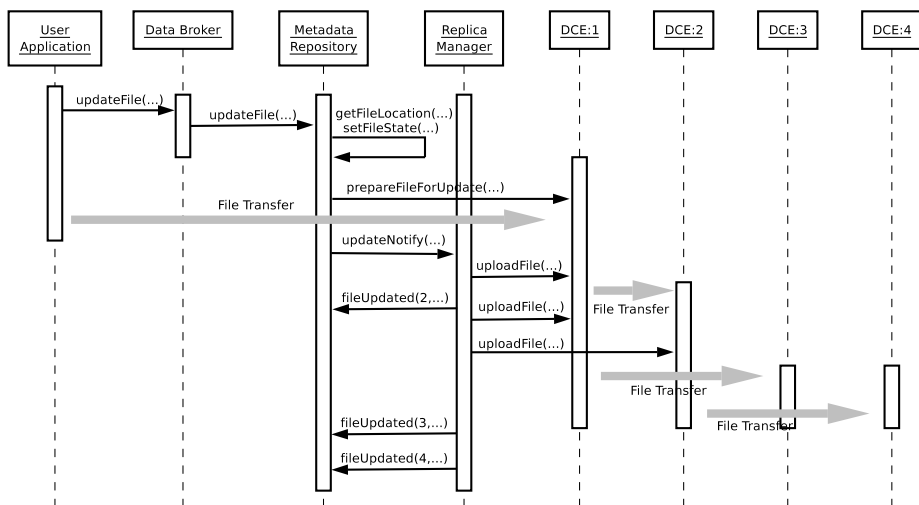 User
Application
Data Broker
Metadata
Repository
Replica
Manager
DCE:1
DCE:2
DCE:3
DCE:4
updateFile(...)
updateFile(...)
getFileLocation(...)
setFileState(...)
prepareFileForUpdate(...)
File Transfer
updateNotify(...)
uploadFile(...)
fileUpdated(2,...)
uploadFile(...)
File Transfer
uploadFile(...)
File Transfer
fileUpdated(3,...)
File Transfer
fileUpdated(4,...)